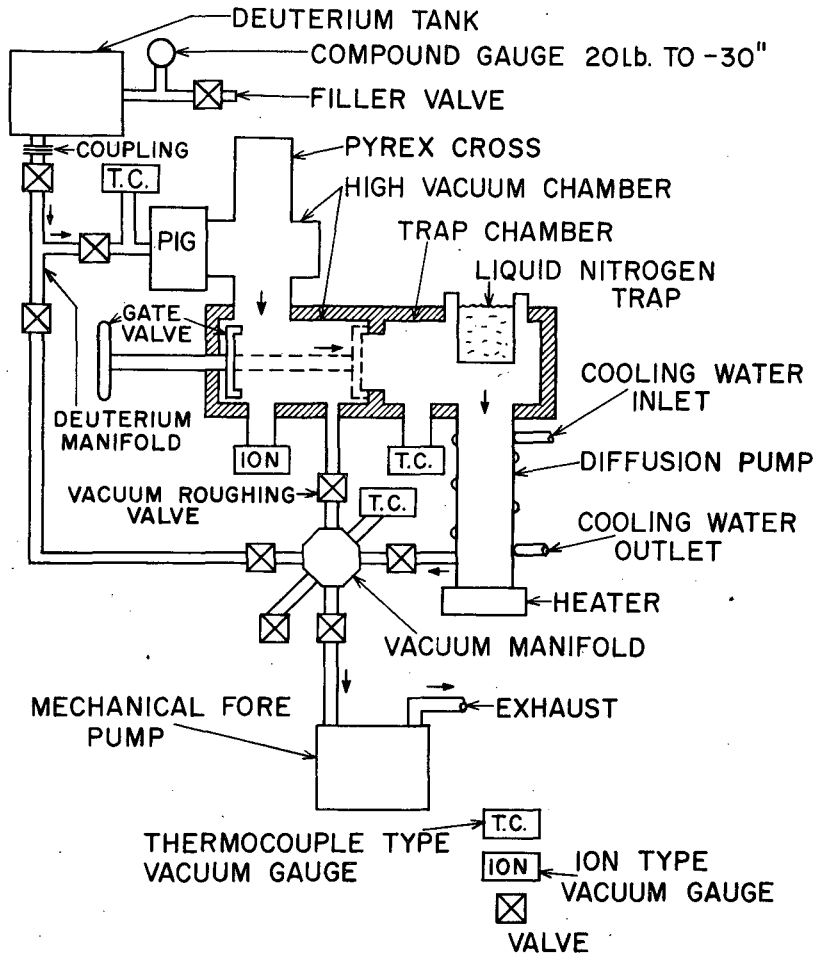 DEUTERIUM TANK
COMPOUND GAUGE 20Lb. TO -30"
FILLER VALVE
COUPLING
T.C.
PYREX CROSS
HIGH VACUUM CHAMBER
PIG
TRAP CHAMBER
LIQUID NITROGEN
TRAP
GATE
VALVE
DEUTERIUM
MANIFOLD
COOLING WATER
INLET
ION
T.C.
DIFFUSION PUMP
VACUUM ROUGHING
VALVE
T.C.
COOLING WATER
OUTLET
HEATER
VACUUM MANIFOLD
MECHANICAL FORE
PUMP
EXHAUST
THERMOCOUPLE TYPE
VACUUM GAUGE
T.C.
ION
ION TYPE
VACUUM GAUGE
VALVE